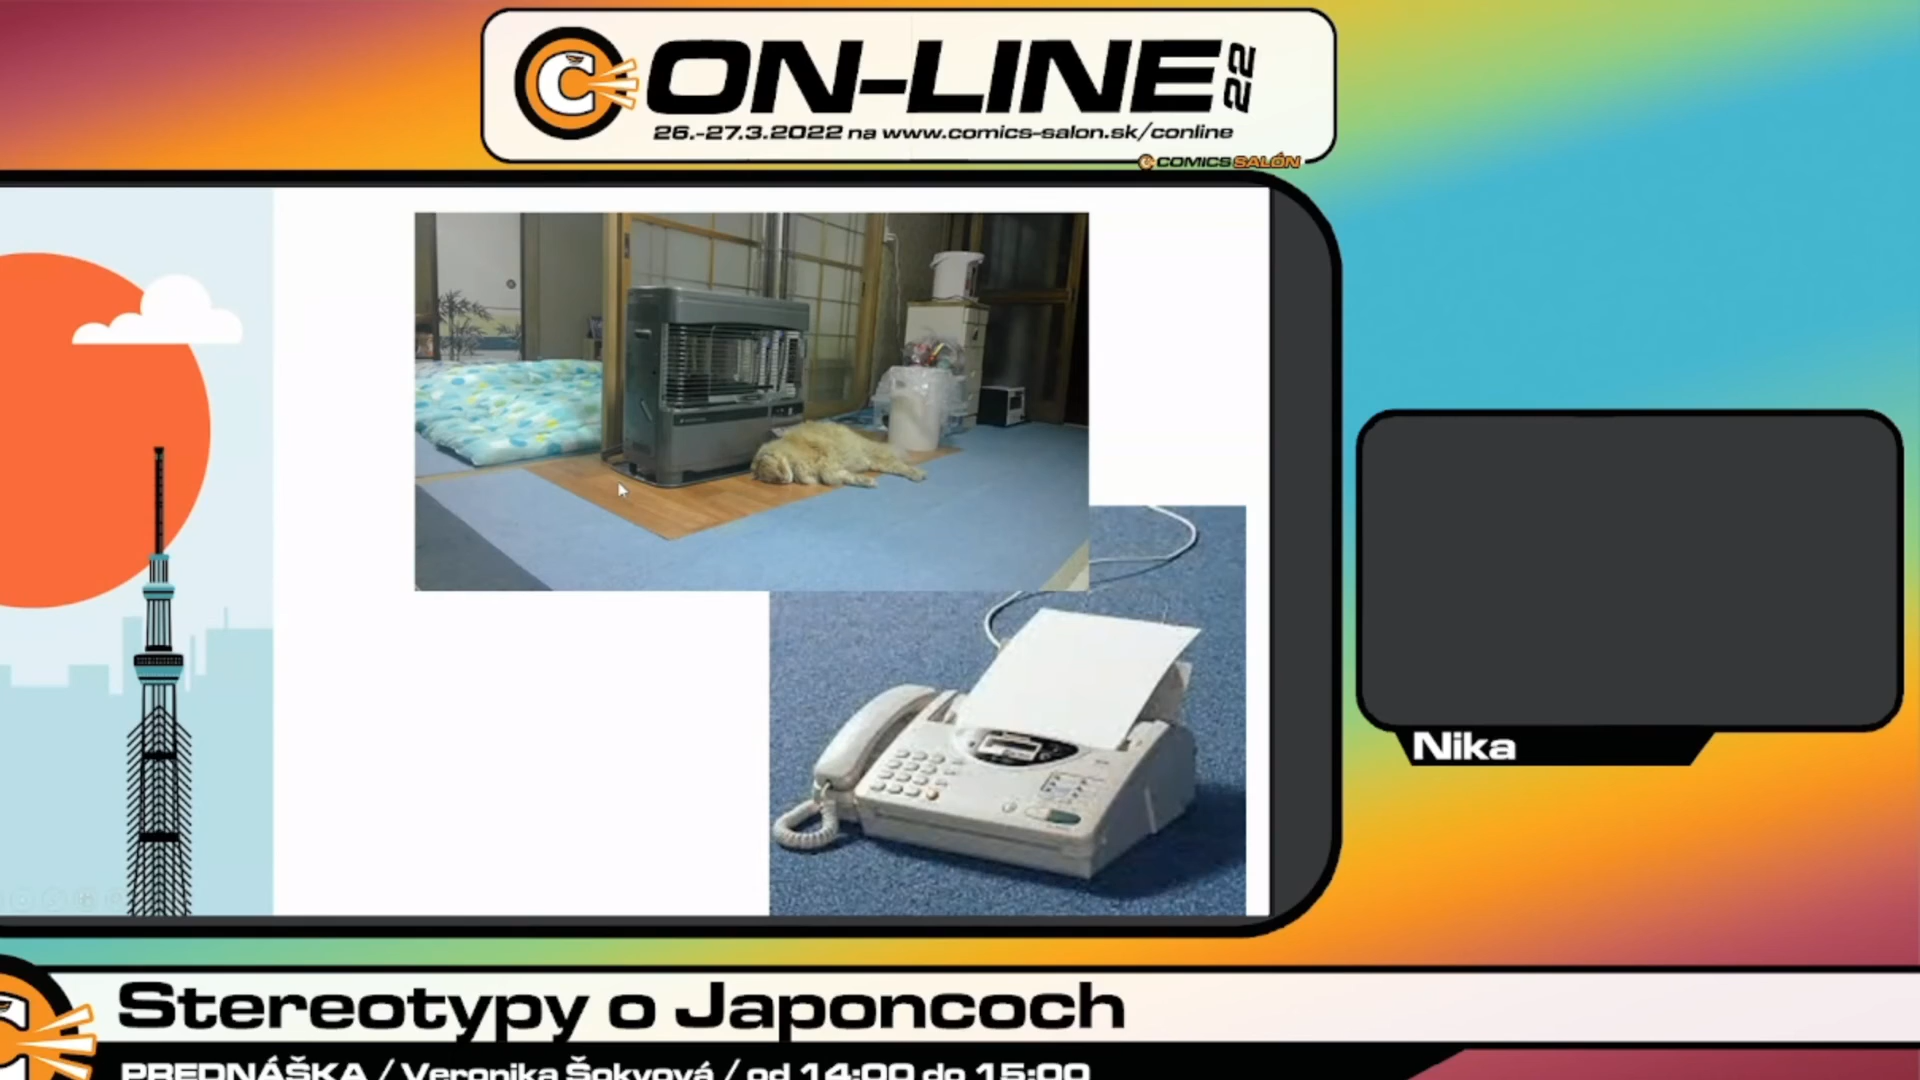 Č ON-LINE 22
26.-27.3.2022 na www.comics-salon.sk/conline
COMICS SALÓN
Nika
Stereotypy o Japoncoch
PREDNÁŠKA / Veronika Šokyová / od 14:00 do 15:00